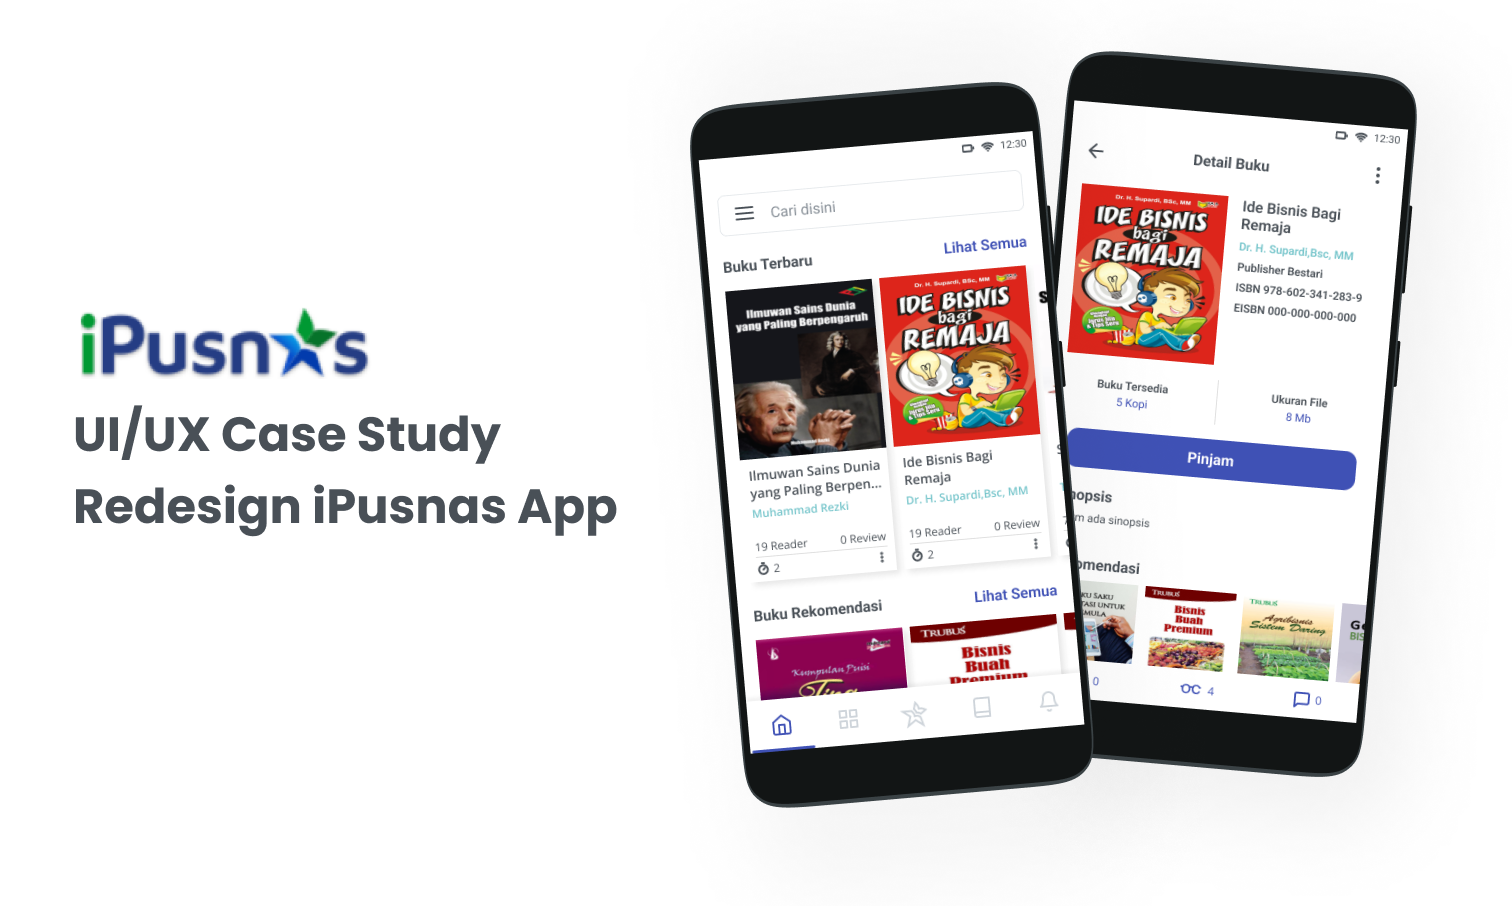 iPusnas
UI/UX Case Study
Redesign iPusnas App
12:30
Cari disini
Buku Terbaru
Lihat Semua
Ilmuwan Sains Dunia
yang Paling Berpengaruh
Ilmuwan Sains Dunia
yang Paling Berpen...
Muhammad Rezki
19 Reader
0 Review
2
Dr. H. Supardi, BSc, MM
IDE BISNIS
bagi
REMAJA
Ide Bisnis Bagi
Remaja
Dr. H. Supardi,Bsc, MM
19 Reader
0 Review
2
Buku Rekomendasi
Lihat Semua
Kumpulan Puisi
TRUBUS
Bisnis
Buah
Premium
12:30
Detail Buku
Dr. H. Supardi, BSc, MM
IDE BISNIS
bagi
REMAJA
Ide Bisnis Bagi
Remaja
Dr. H. Supardi,Bsc, MM
Publisher Bestari
ISBN 978-602-341-283-9
EISBN 000-000-000-000
Buku Tersedia
5 Kopi
Ukuran File
8 Mb
Pinjam
nopsis
m ada sinopsis
omendasi
KU SAKU
TASI UNTUK
EMULA
TRUBUS
Bisnis
Buah
Premium
TRUBUS
Agribisnis
Sistem Daring
0
4
0